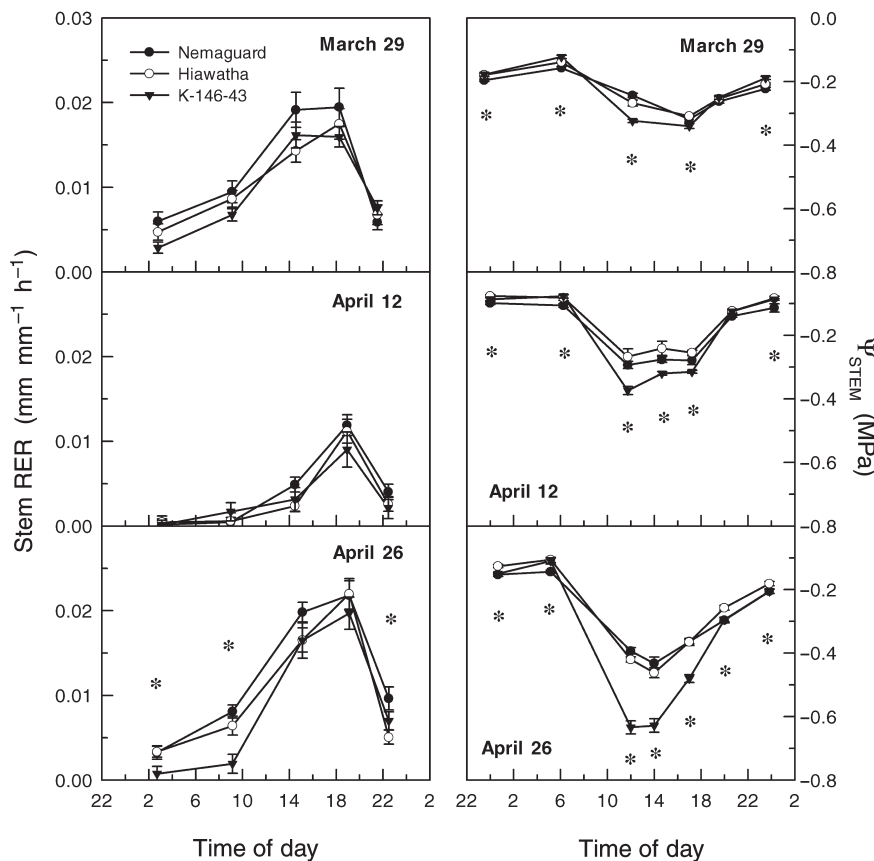 0.03
March 29
Nemaguard
Hiawatha
K-146-43
0.02
0.01
0.00
April 12
0.02
0.01
0.00
April 26
*
*
*
0.02
0.01
0.00
22 2 6 10 14 18 22 2
Time of day
Stem RER (mm mm⁻¹ h⁻¹)
March 29
*
*
*
*
*
0.0
−0.2
−0.4
−0.6
−0.8
*
*
*
*
*
*
April 12
−0.2
−0.4
−0.6
−0.8
*
*
*
*
*
*
*
April 26
−0.2
−0.4
−0.6
−0.8
22 2 6 10 14 18 22 2
Time of day
Ψ STEM (MPa)